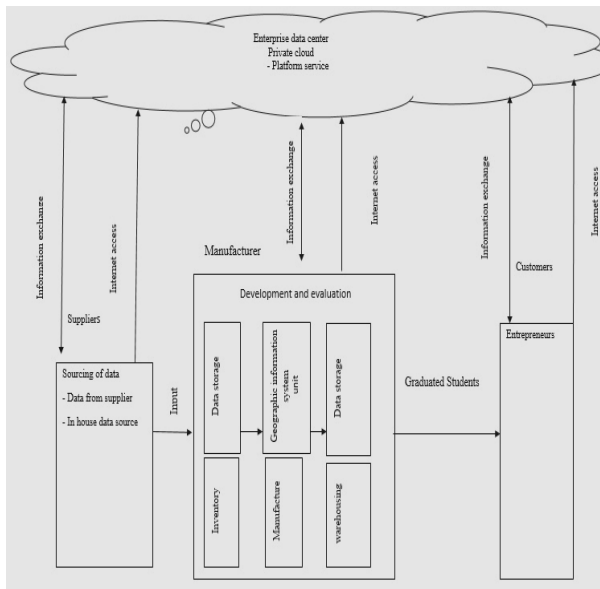 Enterprise data center
Private cloud
- Platform service
Information exchange
Internet access
Information exchange
Internet access
Information exchange
Internet access
Manufacturer
Customers
Suppliers
Development and evaluation
Entrepreneurs
Sourcing of data
- Data from supplier
- In house data source
Inout
Data storage
Geographic information
system
unit
Data storage
Graduated Students
Inventory
Manufacture
warehousing